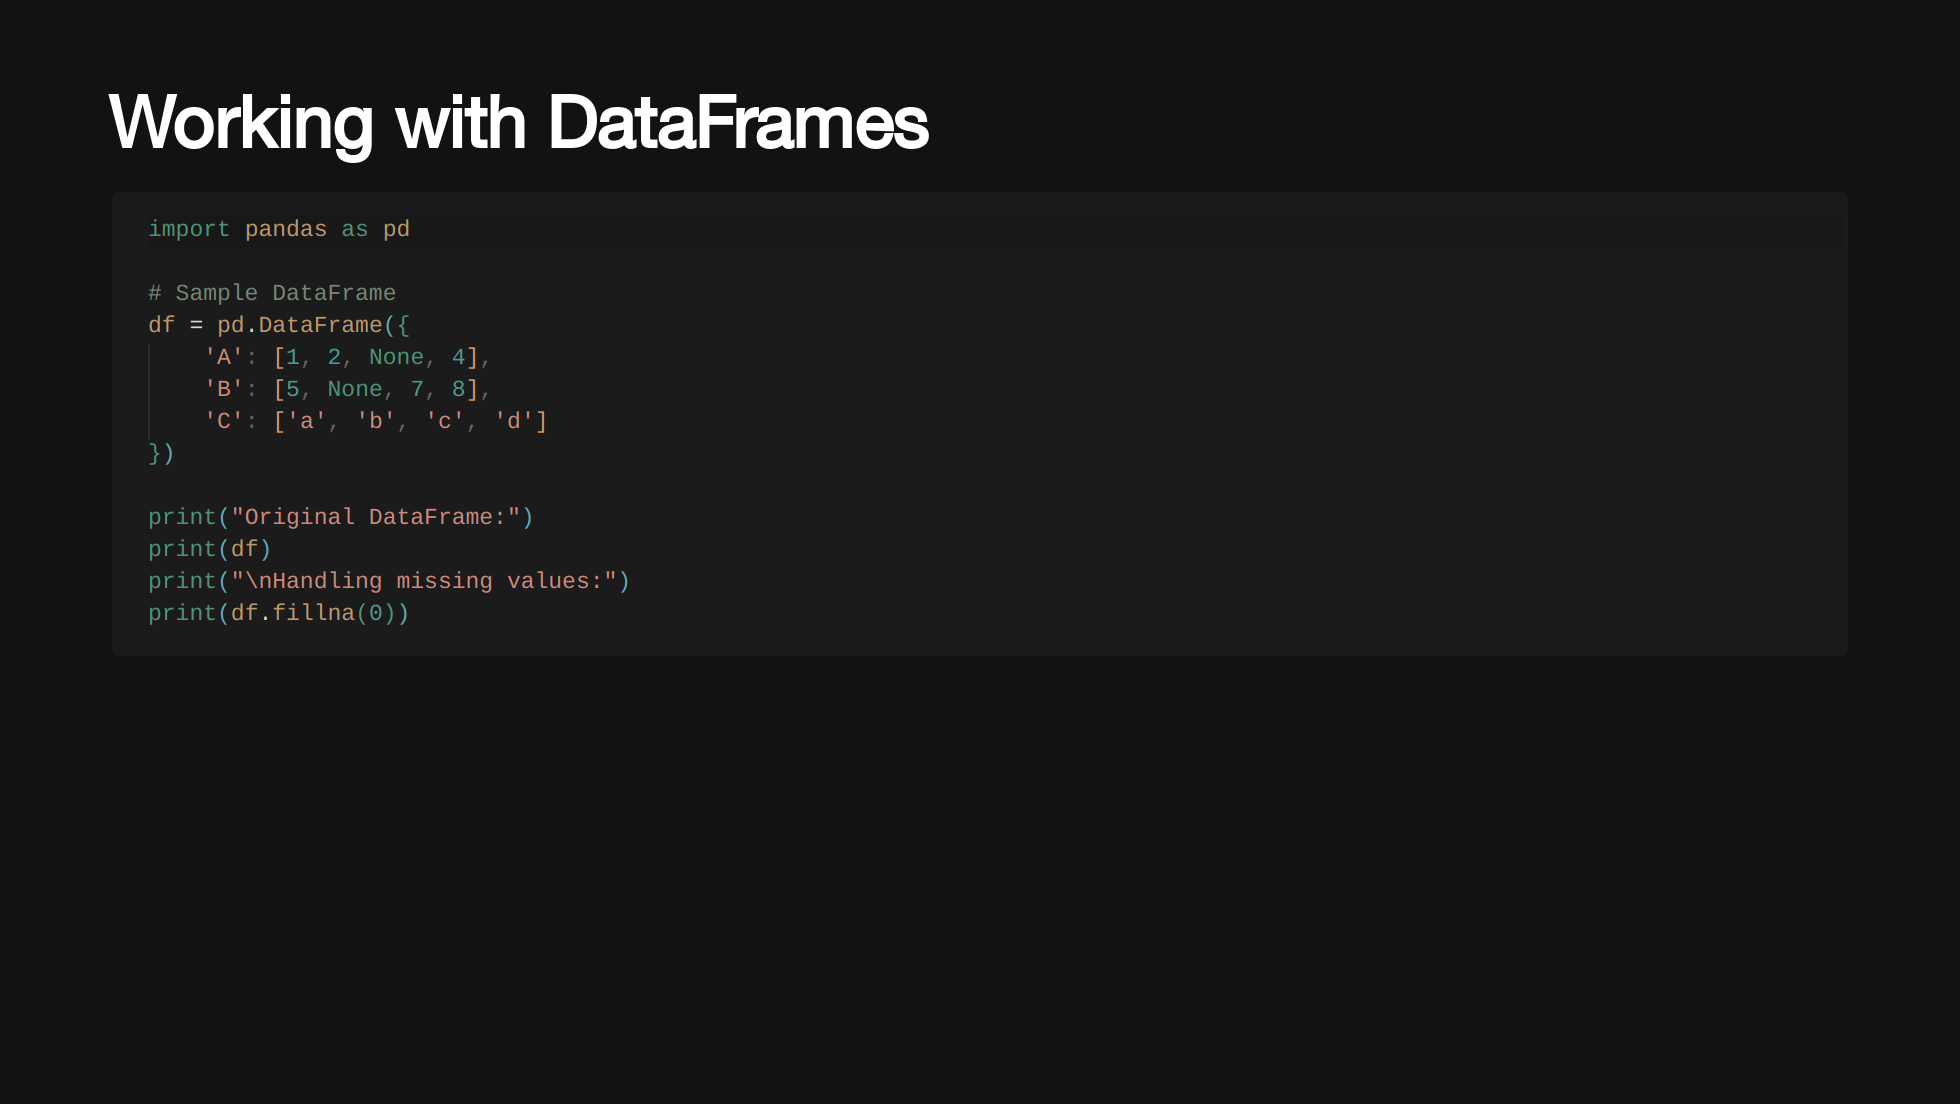 Working with DataFrames
import pandas as pd
# Sample DataFrame
df = pd.DataFrame({
    'A': [1, 2, None, 4],
    'B': [5, None, 7, 8],
    'C': ['a', 'b', 'c', 'd']
})
print("Original DataFrame:")
print(df)
print("\nHandling missing values:")
print(df.fillna(0))